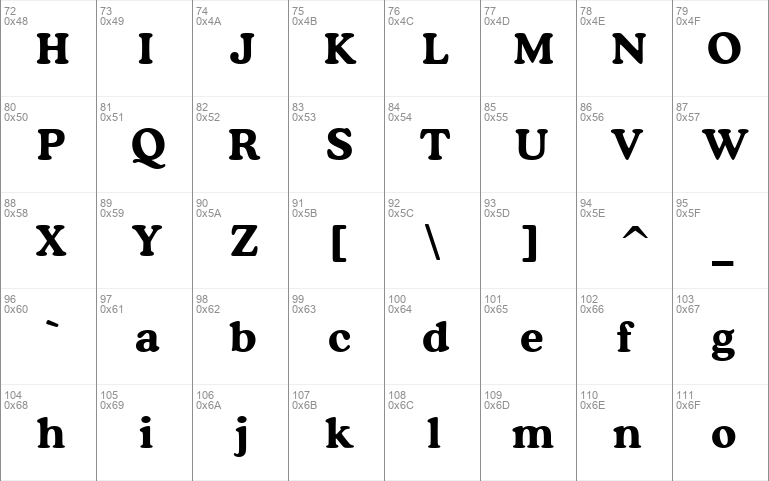 72 73 74 75 76 77 78 79
0x48 0x49 0x4A 0x4B 0x4C 0x4D 0x4E 0x4F
H I J K L M N O
80 81 82 83 84 85 86 87
0x50 0x51 0x52 0x53 0x54 0x55 0x56 0x57
P Q R S T U V W
88 89 90 91 92 93 94 95
0x58 0x59 0x5A 0x5B 0x5C 0x5D 0x5E 0x5F
X Y Z [ \ ] ^ _
96 97 98 99 100 101 102 103
0x60 0x61 0x62 0x63 0x64 0x65 0x66 0x67
` a b c d e f g
104 105 106 107 108 109 110 111
0x68 0x69 0x6A 0x6B 0x6C 0x6D 0x6E 0x6F
h i j k l m n o